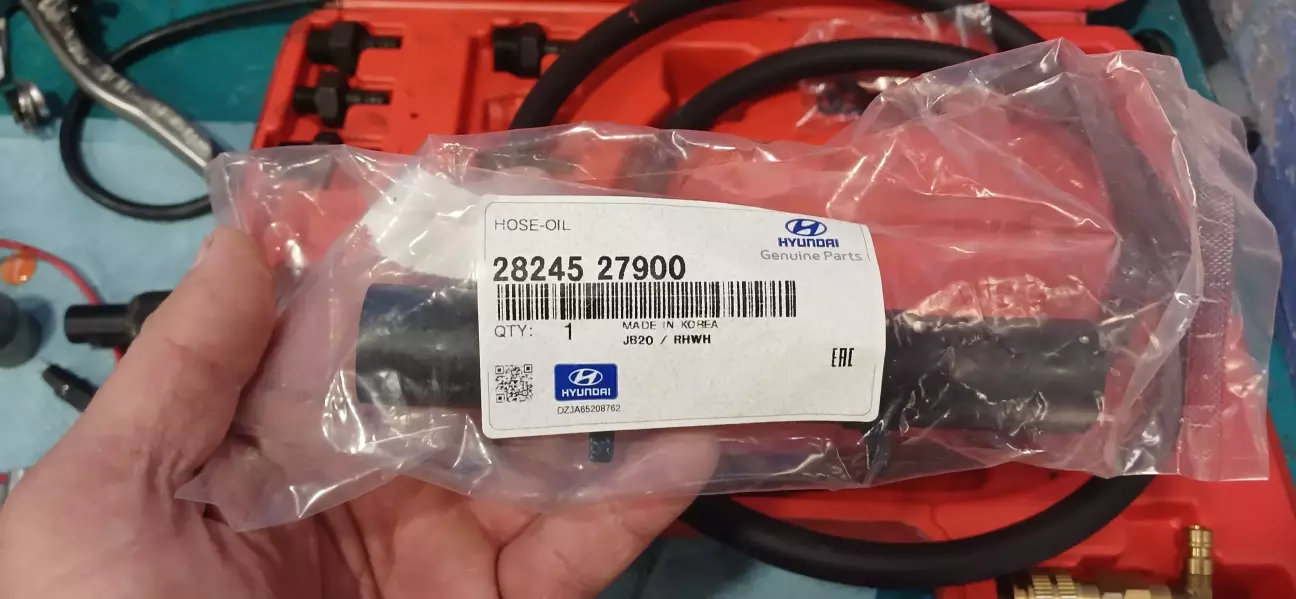 HOSE-OIL
HYUNDAI
Genuine Parts
28245 27900
QTY: 1
MADE IN KOREA
JB20 / RHWH
EAC
HYUNDAI
DZJA65208762